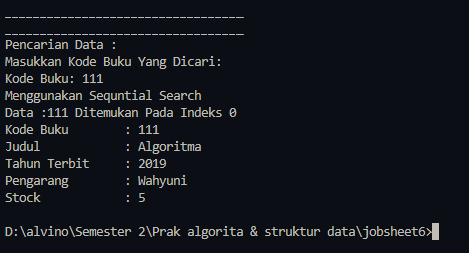 __________________________________
__________________________________
Pencarian Data :
Masukkan Kode Buku Yang Dicari:
Kode Buku: 111
Menggunakan Sequntial Search
Data :111 Ditemukan Pada Indeks 0
Kode Buku        : 111
Judul            : Algoritma
Tahun Terbit     : 2019
Pengarang        : Wahyuni
Stock            : 5
D:\alvino\Semester 2\Prak algorita & struktur data\jobsheet6>